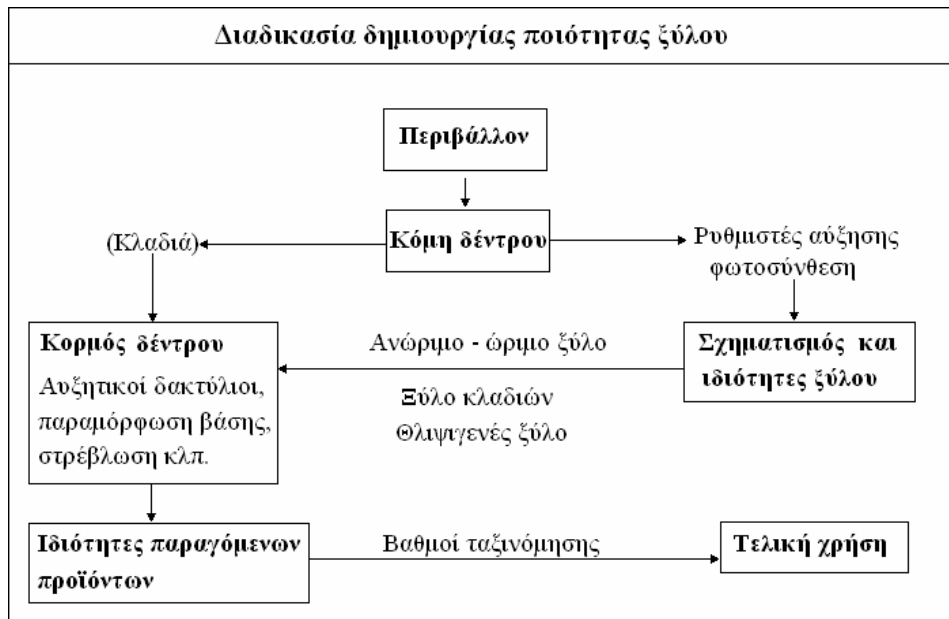 Διαδικασία δημιουργίας ποιότητας ξύλου
Περιβάλλον
Κόμη δέντρου
(Κλαδιά)
Ρυθμιστές αύξησης
φωτοσύνθεση
Κορμός δέντρου
Αυξητικοί δακτύλιοι,
παραμόρφωση βάσης,
στρέβλωση κλπ.
Ανώριμο - ώριμο ξύλο
Ξύλο κλαδιών
Θλιψιγενές ξύλο
Σχηματισμός και
ιδιότητες ξύλου
Ιδιότητες παραγόμενων
προϊόντων
Βαθμοί ταξινόμησης
Τελική χρήση